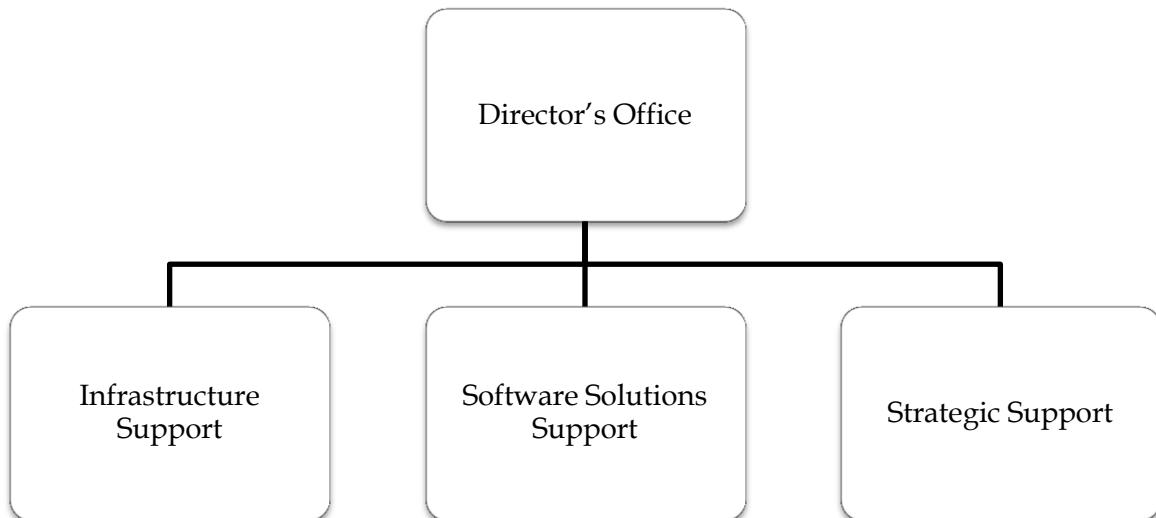 Director’s Office
Infrastructure
Support
Software Solutions
Support
Strategic Support